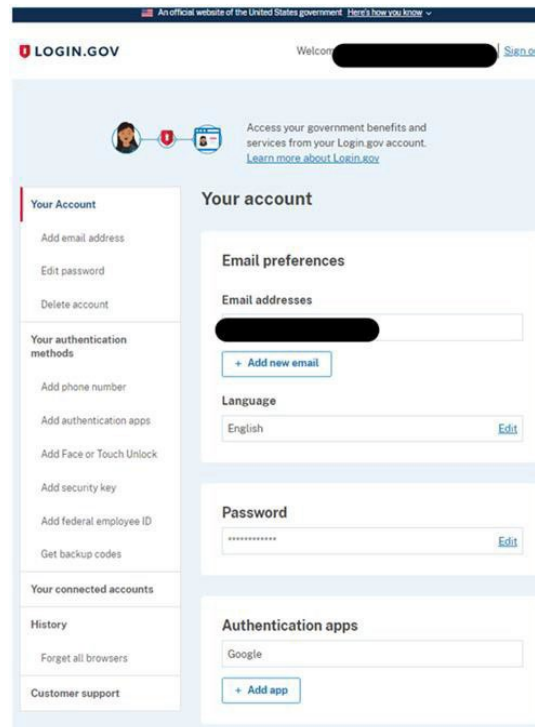 An official website of the United States government Here's how you know
LOGIN.GOV
Welcom
Sign ou
Access your government benefits and
services from your Login.gov account.
Learn more about Login.gov
Your Account
Add email address
Edit password
Delete account
Your authentication
methods
Add phone number
Add authentication apps
Add Face or Touch Unlock
Add security key
Add federal employee ID
Get backup codes
Your connected accounts
History
Forget all browsers
Customer support
Your account
Email preferences
Email addresses
+ Add new email
Language
English Edit
Password
************ Edit
Authentication apps
Google
+ Add app